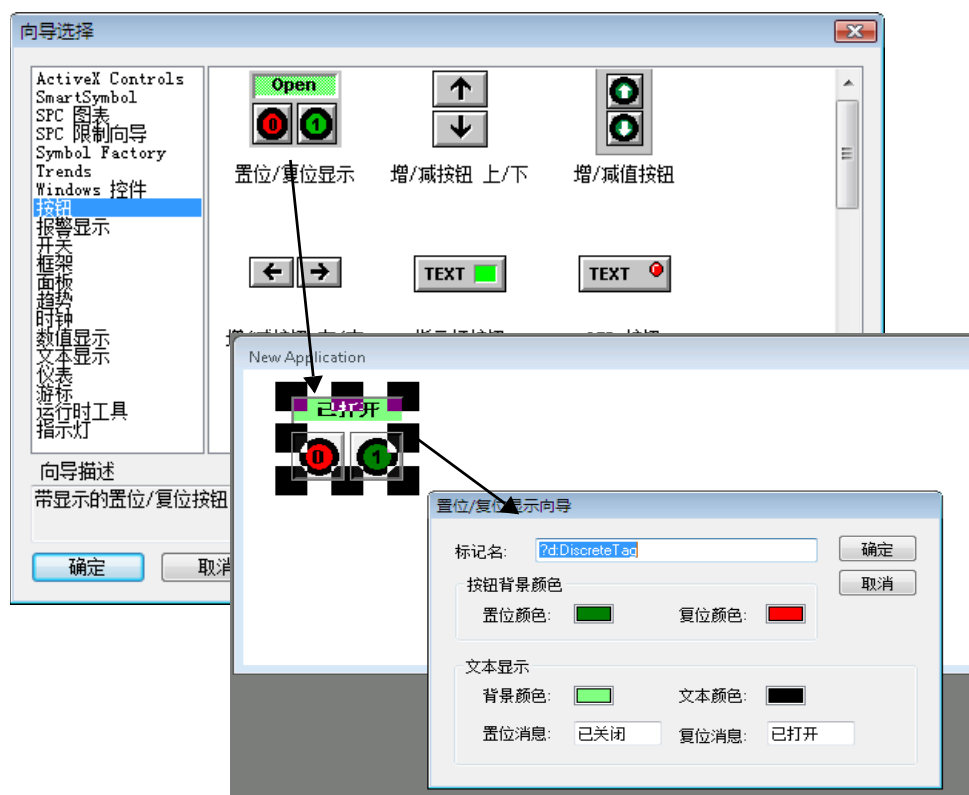 向导选择
ActiveX Controls
SmartSymbol
SPC 图表
SPC 限制向导
Symbol Factory
Trends
Windows 控件
按钮
报警显示
开关
框架
面板
趋势
时钟
数值显示
文本显示
仪表
游标
运行时工具
指示灯
Open
0 1
置位/复位显示
增/减按钮 上/下
增/减值按钮
TEXT
TEXT
向导描述
带显示的置位/复位按钮
确定
取消
New Application
已打开
0 1
置位/复位显示向导
标记名: ?d:DiscreteTag
确定
取消
按钮背景颜色
置位颜色: 复位颜色:
文本显示
背景颜色: 文本颜色:
置位消息: 已关闭 复位消息: 已打开